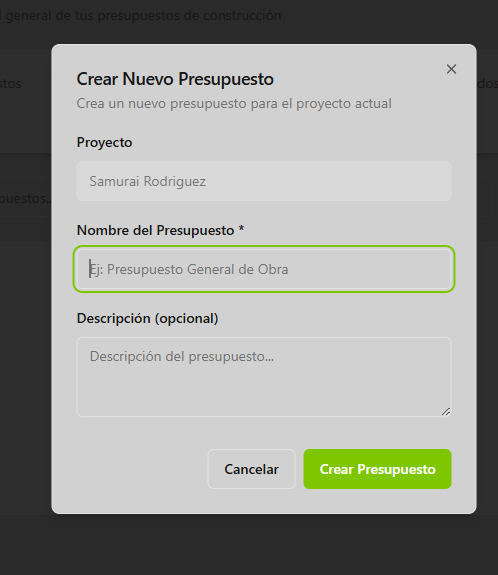 l general de tus presupuestos de construcción
Crear Nuevo Presupuesto
Crea un nuevo presupuesto para el proyecto actual
stos
dos
Proyecto
Samurai Rodriguez
puestos..
Nombre del Presupuesto *
Ej: Presupuesto General de Obra
Descripción (opcional)
Descripción del presupuesto...
Cancelar
Crear Presupuesto